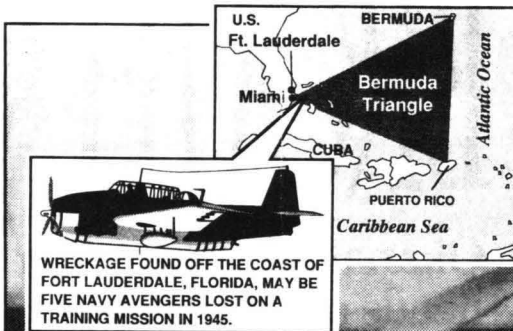 U.S.
BERMUDA
Ft. Lauderdale
Miami
Bermuda
Triangle
Atlantic Ocean
CUBA
PUERTO RICO
Caribbean Sea
WRECKAGE FOUND OFF THE COAST OF
FORT LAUDERDALE, FLORIDA, MAY BE
FIVE NAVY AVENGERS LOST ON A
TRAINING MISSION IN 1945.